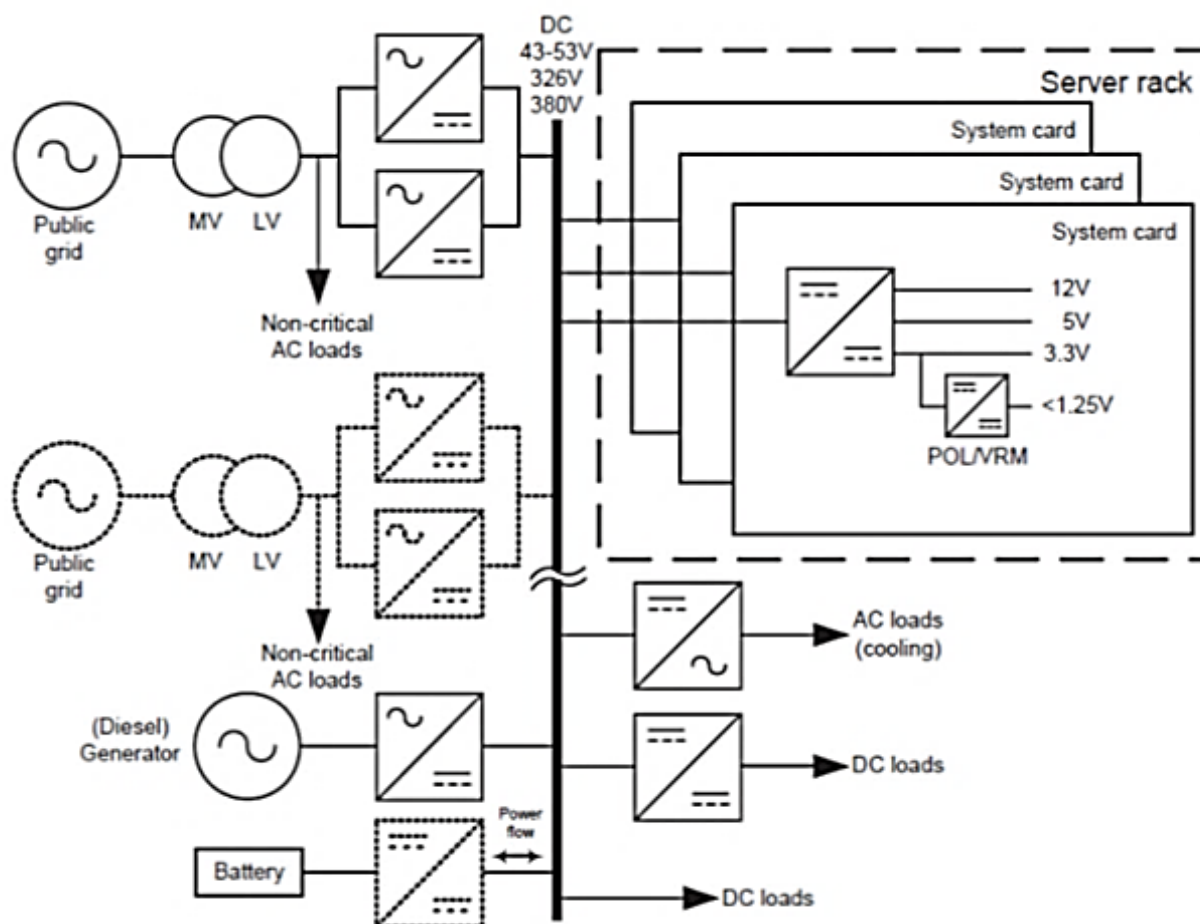 DC
43-53V
326V
380V
Server rack
System card
System card
System card
12V
5V
3.3V
<1.25V
POL/VRM
Public
grid
MV
LV
Non-critical
AC loads
Public
grid
MV
LV
Non-critical
AC loads
AC loads
(cooling)
(Diesel)
Generator
DC loads
Power
flow
Battery
DC loads